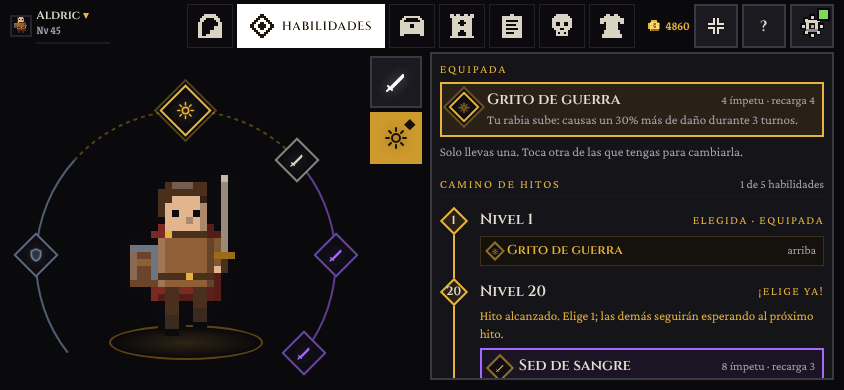 ALDRIC ▾
Nv 45
HABILIDADES
4860
?
EQUIPADA
GRITO DE GUERRA
4 ímpetu · recarga 4
Tu rabia sube: causas un 30% más de daño durante 3 turnos.
Solo llevas una. Toca otra de las que tengas para cambiarla.
CAMINO DE HITOS
1 de 5 habilidades
1
NIVEL 1
ELEGIDA · EQUIPADA
GRITO DE GUERRA
arriba
20
NIVEL 20
¡ELIGE YA!
Hito alcanzado. Elige 1; las demás seguirán esperando al próximo
hito.
SED DE SANGRE
8 ímpetu · recarga 3